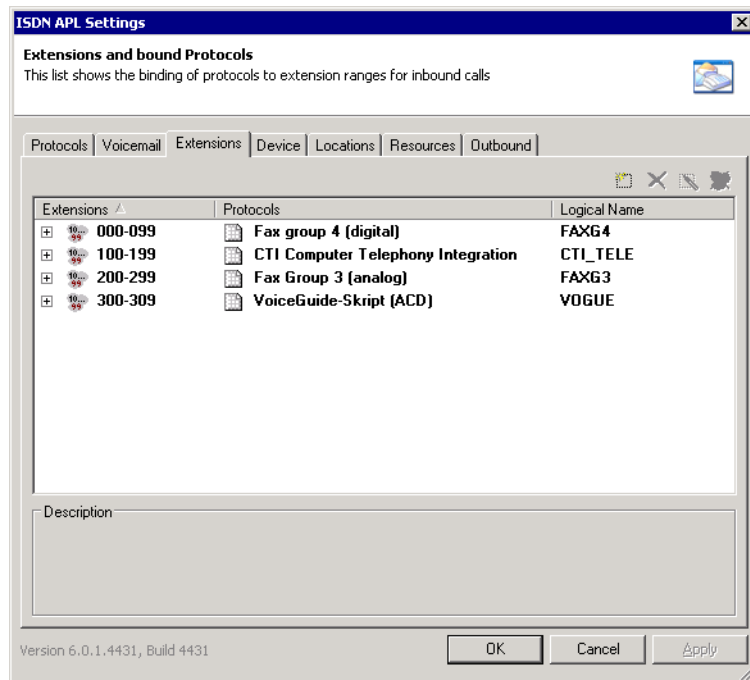 ISDN APL Settings
Extensions and bound Protocols
This list shows the binding of protocols to extension ranges for inbound calls
Protocols Voicemail Extensions Device Locations Resources Outbound
Extensions Protocols Logical Name
000-099 Fax group 4 (digital) FAXG4
100-199 CTI Computer Telephony Integration CTI_TELE
200-299 Fax Group 3 (analog) FAXG3
300-309 VoiceGuide-Skript (ACD) VOGUE
Description
Version 6.0.1.4431, Build 4431
OK Cancel Apply